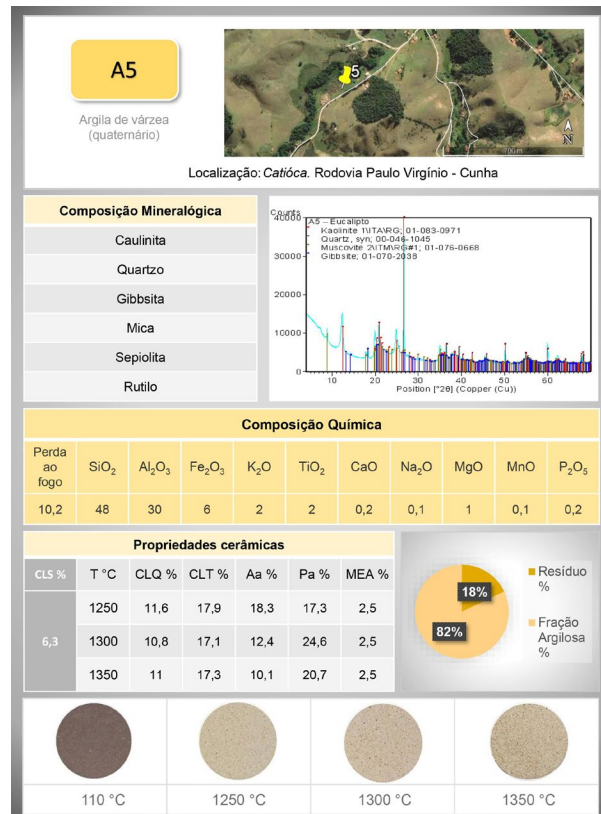 A5
Argila de várzea
(quaternário)
5
N
700 m
Localização: Catióca. Rodovia Paulo Virgínio - Cunha
Composição Mineralógica
Caulinita
Quartzo
Gibbsita
Mica
Sepiolita
Rutilo
Counts
A5 – Eucalipto
Kaolinite 1\ITA\RG; 01-083-0971
Quartz, syn; 00-046-1045
Muscovite 2\ITM\RG#1; 01-076-0668
Gibbsite; 01-070-2038
40000
30000
20000
10000
0
10 20 30 40 50 60
Position [°2θ] (Copper (Cu))
Composição Química
Perda ao fogo SiO₂ Al₂O₃ Fe₂O₃ K₂O TiO₂ CaO Na₂O MgO MnO P₂O₅
10,2 48 30 6 2 2 0,2 0,1 1 0,1 0,2
Propriedades cerâmicas
CLS % T °C CLQ % CLT % Aa % Pa % MEA %
6,3
1250 11,6 17,9 18,3 17,3 2,5
1300 10,8 17,1 12,4 24,6 2,5
1350 11 17,3 10,1 20,7 2,5
18%
82%
Resíduo
%
Fração
Argilosa
%
110 °C 1250 °C 1300 °C 1350 °C